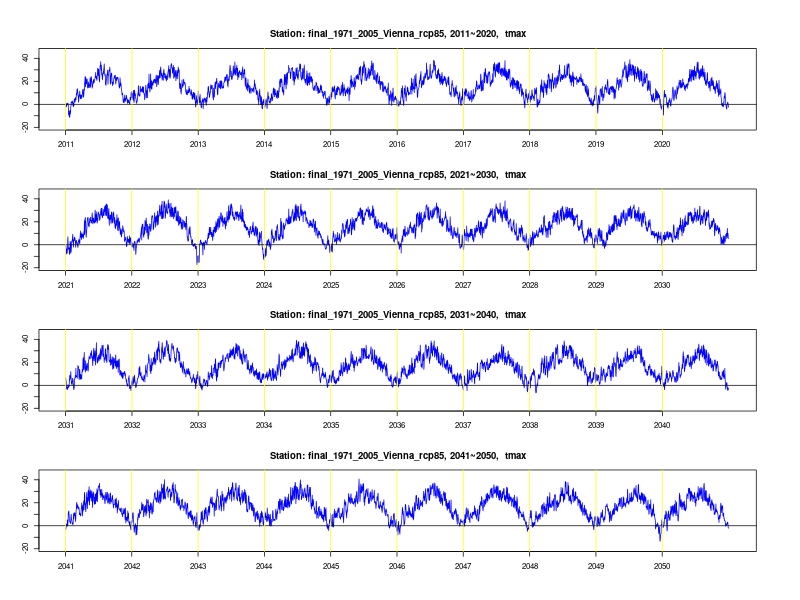 Station: final_1971_2005_Vienna_rcp85, 2011~2020, tmax
40
20
0
-20
2011 2012 2013 2014 2015 2016 2017 2018 2019 2020
Station: final_1971_2005_Vienna_rcp85, 2021~2030, tmax
40
20
0
-20
2021 2022 2023 2024 2025 2026 2027 2028 2029 2030
Station: final_1971_2005_Vienna_rcp85, 2031~2040, tmax
40
20
0
-20
2031 2032 2033 2034 2035 2036 2037 2038 2039 2040
Station: final_1971_2005_Vienna_rcp85, 2041~2050, tmax
40
20
0
-20
2041 2042 2043 2044 2045 2046 2047 2048 2049 2050